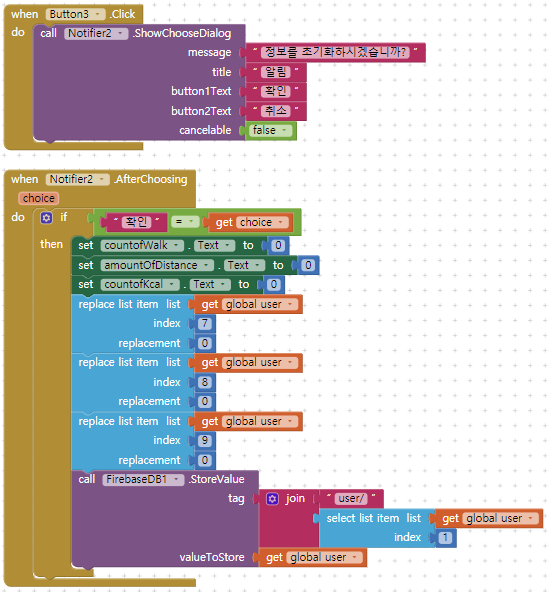 when Button3 .Click
do call Notifier2 .ShowChooseDialog
message " 정보를 초기화하시겠습니까? "
title " 알림 "
button1Text " 확인 "
button2Text " 취소 "
cancelable false
when Notifier2 .AfterChoosing
choice
do if " 확인 " = get choice
then set countofWalk . Text to 0
set amountOfDistance . Text to 0
set countofKcal . Text to 0
replace list item list get global user
index 7
replacement 0
replace list item list get global user
index 8
replacement 0
replace list item list get global user
index 9
replacement 0
call FirebaseDB1 .StoreValue
tag join " user/ "
select list item list get global user
index 1
valueToStore get global user